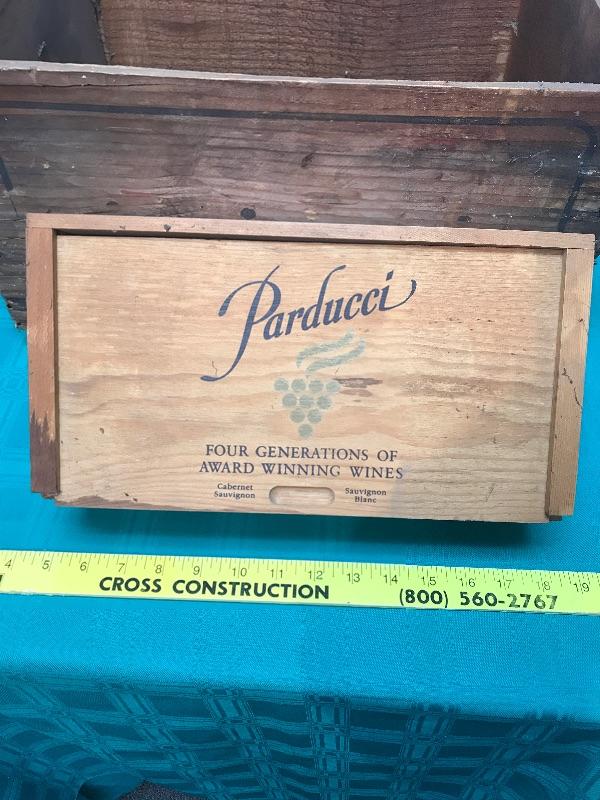 Parducci
FOUR GENERATIONS OF
AWARD WINNING WINES
Cabernet Sauvignon
Sauvignon Blanc
4 5 6 7 8 9 10 11 12 13 14 15 16 17 18 19
CROSS CONSTRUCTION (800) 560-2767